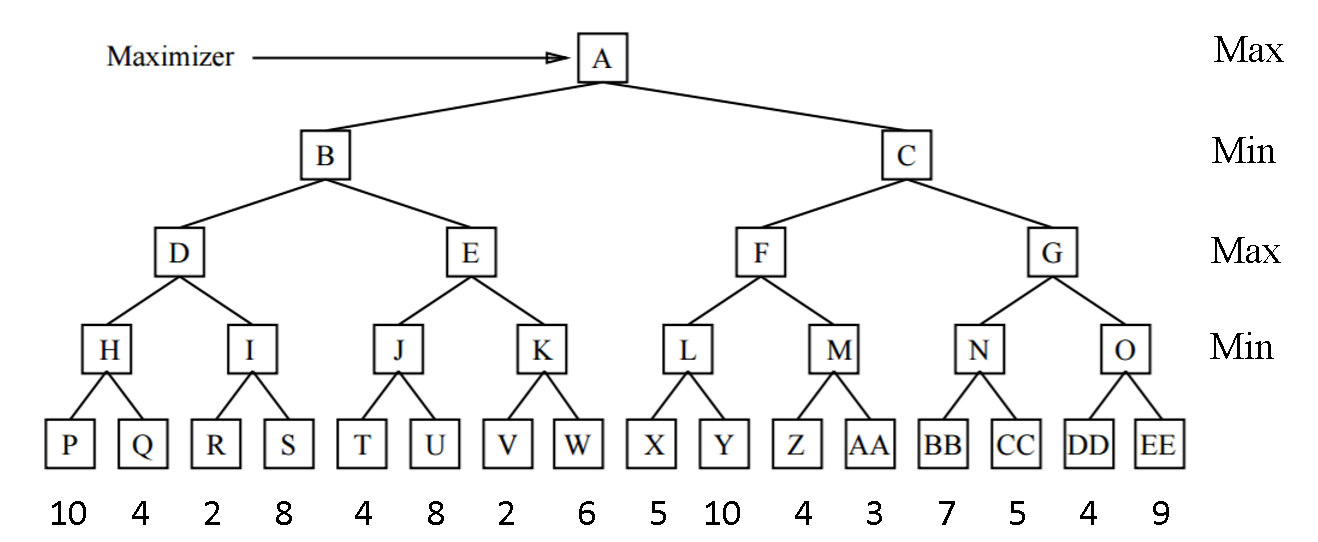 Maximizer A Max
B C Min
D E F G Max
H I J K L M N O Min
P Q R S T U V W X Y Z AA BB CC DD EE
10 4 2 8 4 8 2 6 5 10 4 3 7 5 4 9